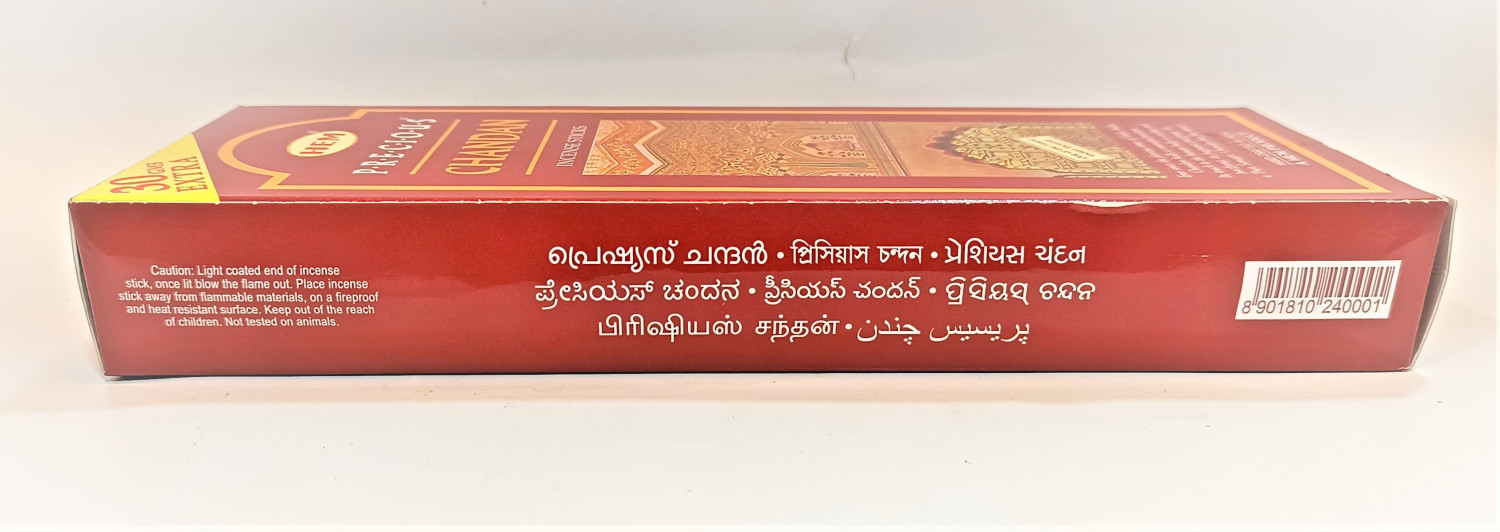 30 GMS
EXTRA
HEM
PRECIOUS
CHANDAN
INCENSE STICKS
Caution: Light coated end of incense
stick, once lit blow the flame out. Place incense
stick away from flammable materials, on a fireproof
and heat resistant surface. Keep out of the reach
of children. Not tested on animals.
പ്രെഷ്യസ് ചന്ദൻ • প্রিসিয়াস চন্দন • પ્રેશિયસ ચંદન
ಪ್ರೇಸಿಯಸ್ ಚಂದನ • ప్రీసియస్ చందన్ • ପ୍ରିସିୟସ୍ ଚନ୍ଦନ
பிரிஷியஸ் சந்தன் • پریسیس چندن
8 901810 240001